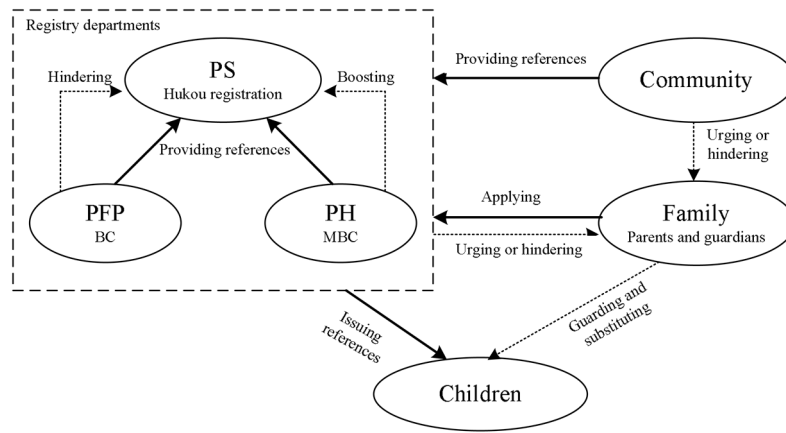 Registry departments
PS
Hukou registration
Hindering
Boosting
Providing references
PFP
BC
PH
MBC
Providing references
Community
Urging or
hindering
Applying
Family
Parents and guardians
Urging or hindering
Issuing
references
Guarding and
substituting
Children